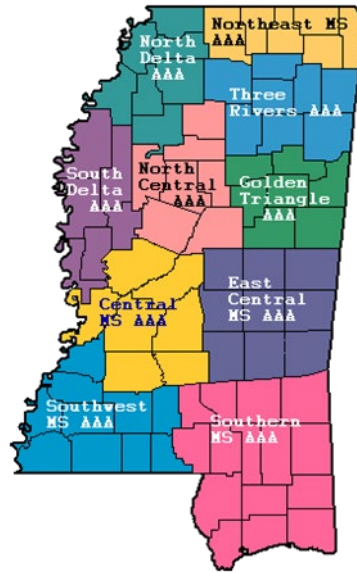 Northeast MS
AAA
North
Delta
AAA
Three
Rivers AAA
South
Delta
AAA
North
Central
AAA
Golden
Triangle
AAA
Central
MS AAA
East
Central
MS AAA
Southwest
MS AAA
Southern
MS AAA